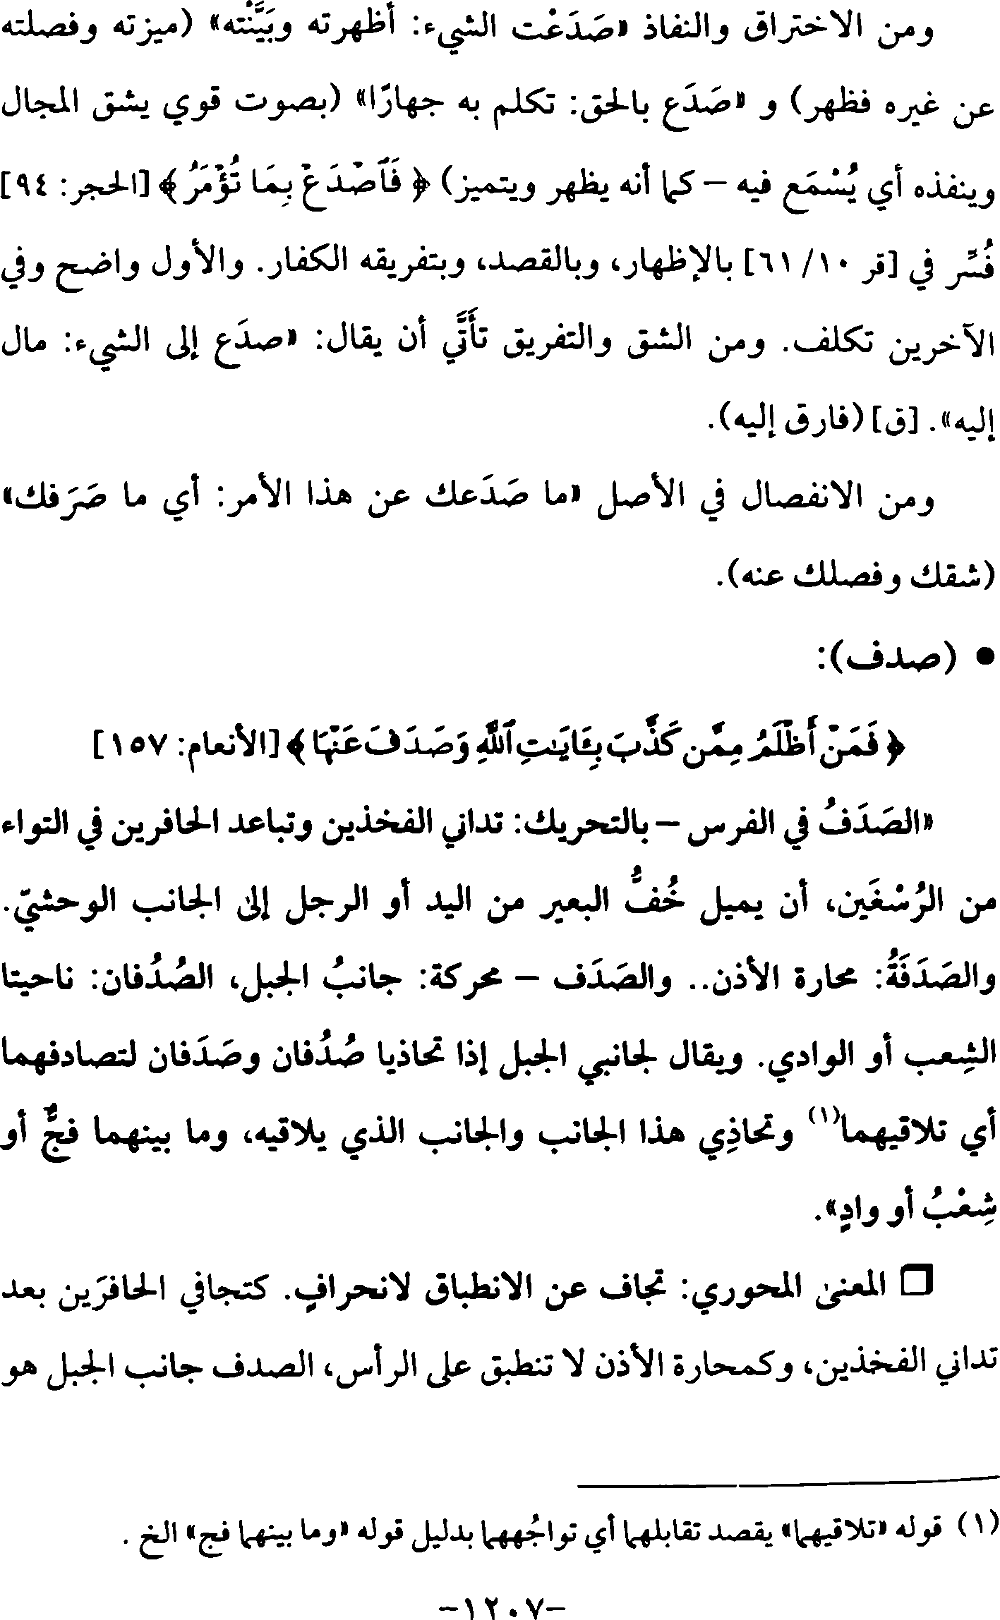 ومن الاختراق والنفاذ «صَدَعْت الشيء: أظهرته وبَيَّنْته» (ميزته وفصلته
عن غيره فظهر) و «صَدَع بالحق: تكلم به جهارًا» (بصوت قوي يشق المجال
وينفذه أي يُسْمَع فيه – كما أنه يظهر ويتميز) ﴿ فَٱصْدَعْ بِمَا تُؤْمَرُ ﴾ [الحجر: ٩٤]
فُسِّر في [قر ١٠/ ٦١] بالإظهار، وبالقصد، وبتفريقه الكفار. والأول واضح وفي
الآخرين تكلف. ومن الشق والتفريق تأَتَّي أن يقال: «صدَع إلى الشيء: مال
إليه». [ق] (فارق إليه).
ومن الانفصال في الأصل «ما صَدَعك عن هذا الأمر: أي ما صَرَفك»
(شقك وفصلك عنه).
● (صدف):
﴿ فَمَنْ أَظْلَمُ مِمَّن كَذَّبَ بِـَٔايَـٰتِ ٱللَّهِ وَصَدَفَ عَنْهَا ﴾ [الأنعام: ١٥٧]
«الصَدَفُ في الفرس – بالتحريك: تداني الفخذين وتباعد الحافرين في التواء
من الرُسْغَين، أن يميل خُفُّ البعير من اليد أو الرجل إلى الجانب الوحشيّ.
والصَدَفَةُ: محارة الأذن.. والصَدَف – محركة: جانبُ الجبل، الصُدُفان: ناحيتا
الشِعب أو الوادي. ويقال لجانبي الجبل إذا تحاذيا صُدُفان وصَدَفان لتصادفهما
أي تلاقيهما(١) وتحاذِي هذا الجانب والجانب الذي يلاقيه، وما بينهما فجٌّ أو
شِعْبُ أو وادٍ».
❒ المعنى المحوري: تجاف عن الانطباق لانحرافٍ. كتجافي الحافرَين بعد
تداني الفخذين، وكمحارة الأذن لا تنطبق على الرأس، الصدف جانب الجبل هو
(١) قوله «تلاقيهما» يقصد تقابلهما أي تواجُههما بدليل قوله «وما بينهما فج» الخ .
-١٢٠٧-